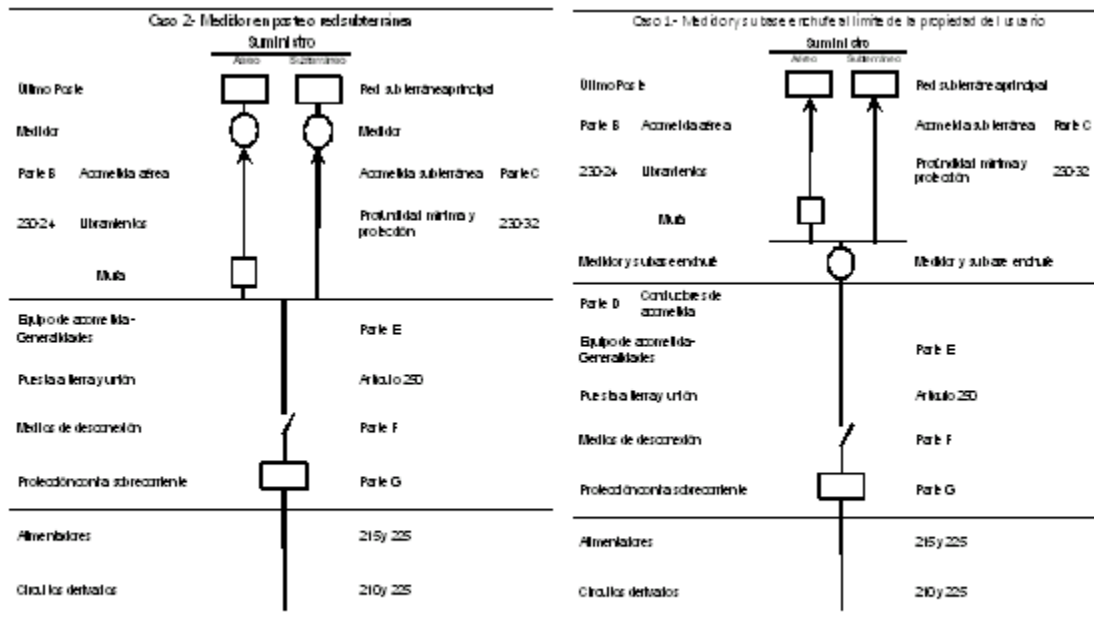 Caso 2- Medidor en poste o red subterránea
Suministro
Aéreo Subterráneo
Último Poste Red subterránea principal
Medidor Medidor
Parte B Acometida aérea Acometida subterránea Parte C
230-24 Libramientos Profundidad mínima y protección 230-32
Mufa
Equipo de acometida- Generalidades Parte E
Puesta a tierra y unión Artículo 250
Medios de desconexión Parte F
Protección contra sobrecorriente Parte G
Alimentadores 215 y 225
Circuitos derivados 210 y 225
Caso 1.- Medidor y su base enchufe al límite de la propiedad del usuario
Suministro
Aéreo Subterráneo
Último Poste Red subterránea principal
Parte B Acometida aérea Acometida subterránea Parte C
230-24 Libramientos Profundidad mínima y protección 230-32
Mufa
Medidor y su base enchufe Medidor y su base enchufe
Parte D Conductores de acometida
Equipo de acometida- Generalidades Parte E
Puesta a tierra y unión Artículo 250
Medios de desconexión Parte F
Protección contra sobrecorriente Parte G
Alimentadores 215 y 225
Circuitos derivados 210 y 225